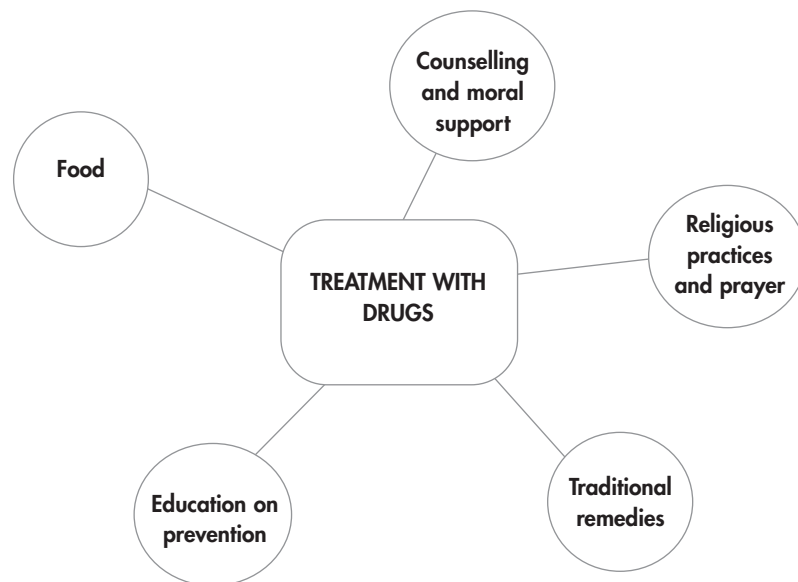 Counselling
and moral
support
Food
Religious
practices
and prayer
TREATMENT WITH
DRUGS
Education on
prevention
Traditional
remedies